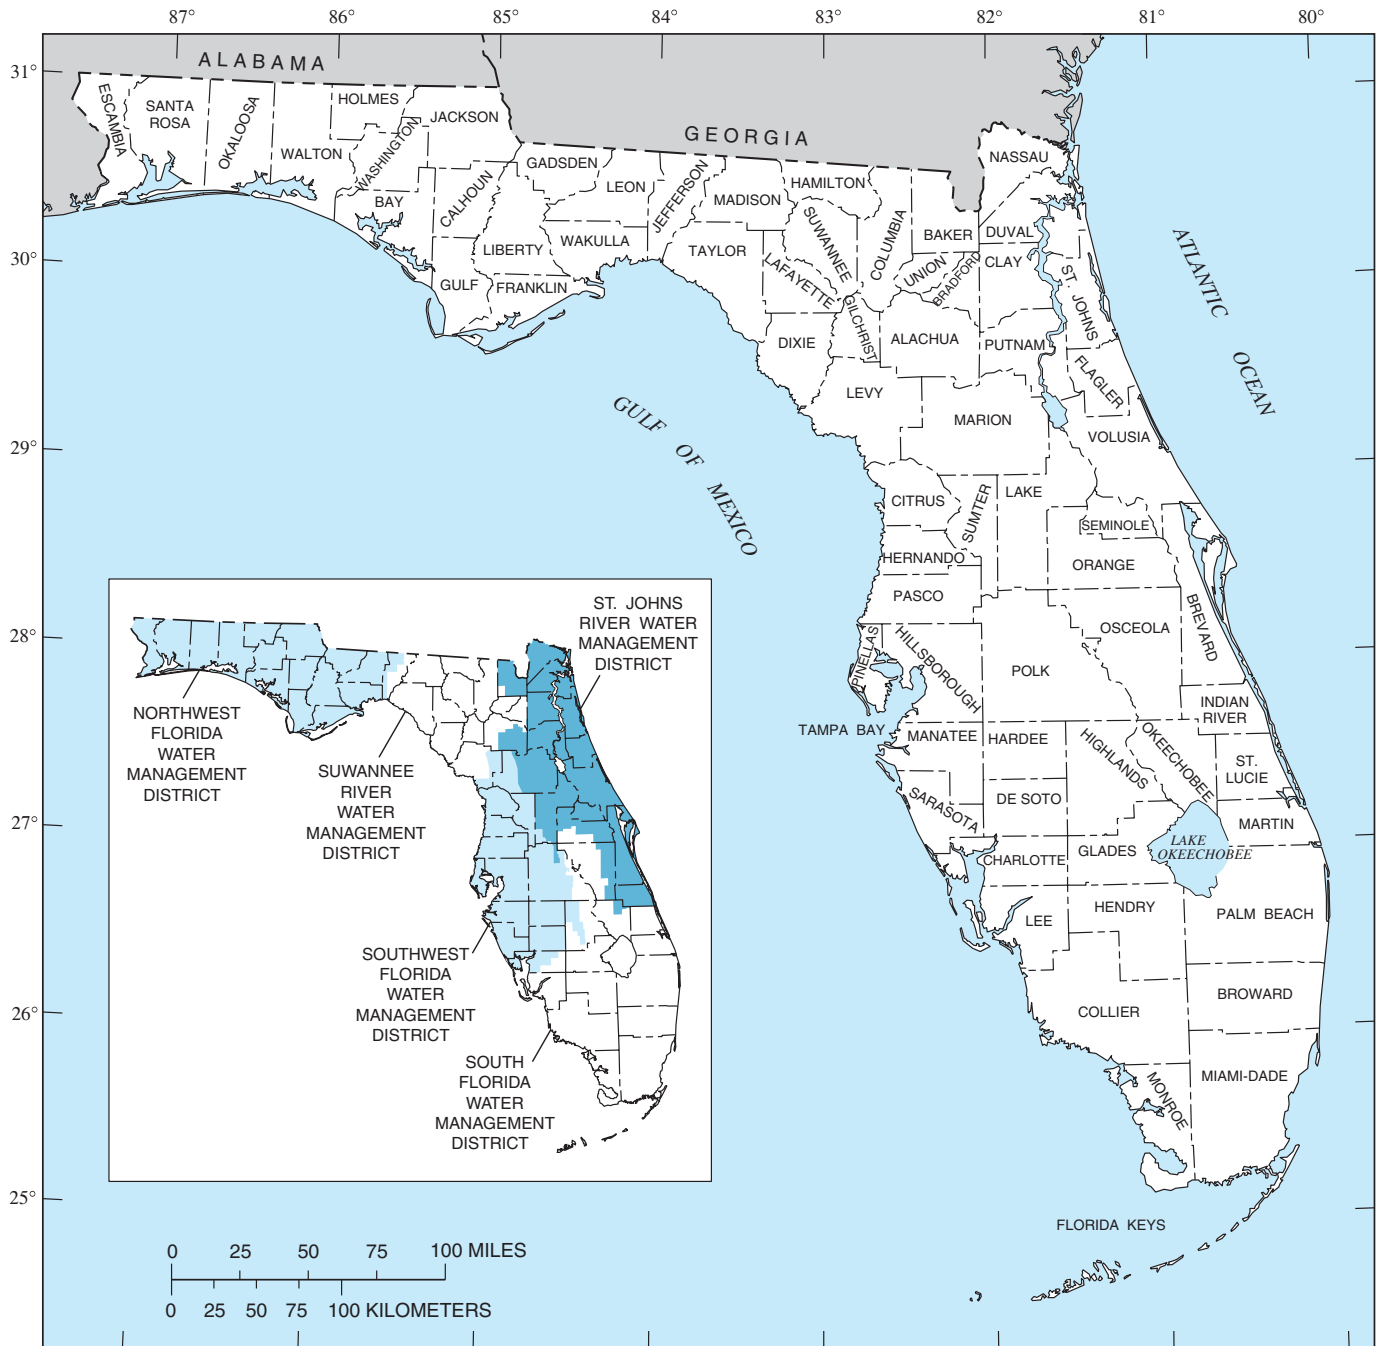 87° 86° 85° 84° 83° 82° 81° 80°
31°
30°
29°
28°
27°
26°
25°
ALABAMA
GEORGIA
ESCAMBIA
SANTA
ROSA
OKALOOSA
WALTON
HOLMES
WASHINGTON
JACKSON
BAY
CALHOUN
GULF
LIBERTY
GADSDEN
LEON
WAKULLA
FRANKLIN
JEFFERSON
MADISON
TAYLOR
HAMILTON
SUWANNEE
LAFAYETTE
DIXIE
COLUMBIA
GILCHRIST
BAKER
UNION
BRADFORD
NASSAU
DUVAL
CLAY
ST. JOHNS
ALACHUA
PUTNAM
FLAGLER
LEVY
MARION
VOLUSIA
CITRUS
SUMTER
LAKE
SEMINOLE
HERNANDO
ORANGE
PASCO
BREVARD
OSCEOLA
PINELLAS
HILLSBOROUGH
POLK
INDIAN
RIVER
TAMPA BAY
MANATEE
HARDEE
HIGHLANDS
OKEECHOBEE
ST.
LUCIE
SARASOTA
DE SOTO
MARTIN
CHARLOTTE
GLADES
LAKE
OKEECHOBEE
LEE
HENDRY
PALM BEACH
COLLIER
BROWARD
MONROE
MIAMI-DADE
FLORIDA KEYS
GULF OF MEXICO
ATLANTIC OCEAN
ST. JOHNS
RIVER WATER
MANAGEMENT
DISTRICT
NORTHWEST
FLORIDA
WATER
MANAGEMENT
DISTRICT
SUWANNEE
RIVER
WATER
MANAGEMENT
DISTRICT
SOUTHWEST
FLORIDA
WATER
MANAGEMENT
DISTRICT
SOUTH
FLORIDA
WATER
MANAGEMENT
DISTRICT
0 25 50 75 100 MILES
0 25 50 75 100 KILOMETERS